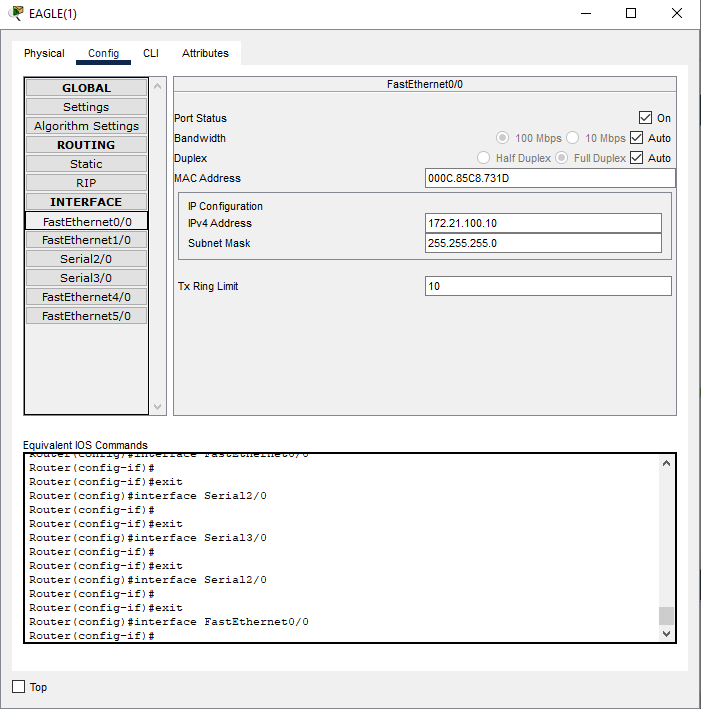 EAGLE(1)
Physical Config CLI Attributes
GLOBAL
Settings
Algorithm Settings
ROUTING
Static
RIP
INTERFACE
FastEthernet0/0
FastEthernet1/0
Serial2/0
Serial3/0
FastEthernet4/0
FastEthernet5/0
FastEthernet0/0
Port Status On
Bandwidth 100 Mbps 10 Mbps Auto
Duplex Half Duplex Full Duplex Auto
MAC Address 000C.85C8.731D
IP Configuration
IPv4 Address 172.21.100.10
Subnet Mask 255.255.255.0
Tx Ring Limit 10
Equivalent IOS Commands
Router(config)#interface FastEthernet0/0
Router(config-if)#
Router(config-if)#exit
Router(config)#interface Serial2/0
Router(config-if)#
Router(config-if)#exit
Router(config)#interface Serial3/0
Router(config-if)#
Router(config-if)#exit
Router(config)#interface Serial2/0
Router(config-if)#
Router(config-if)#exit
Router(config)#interface FastEthernet0/0
Router(config-if)#
Top